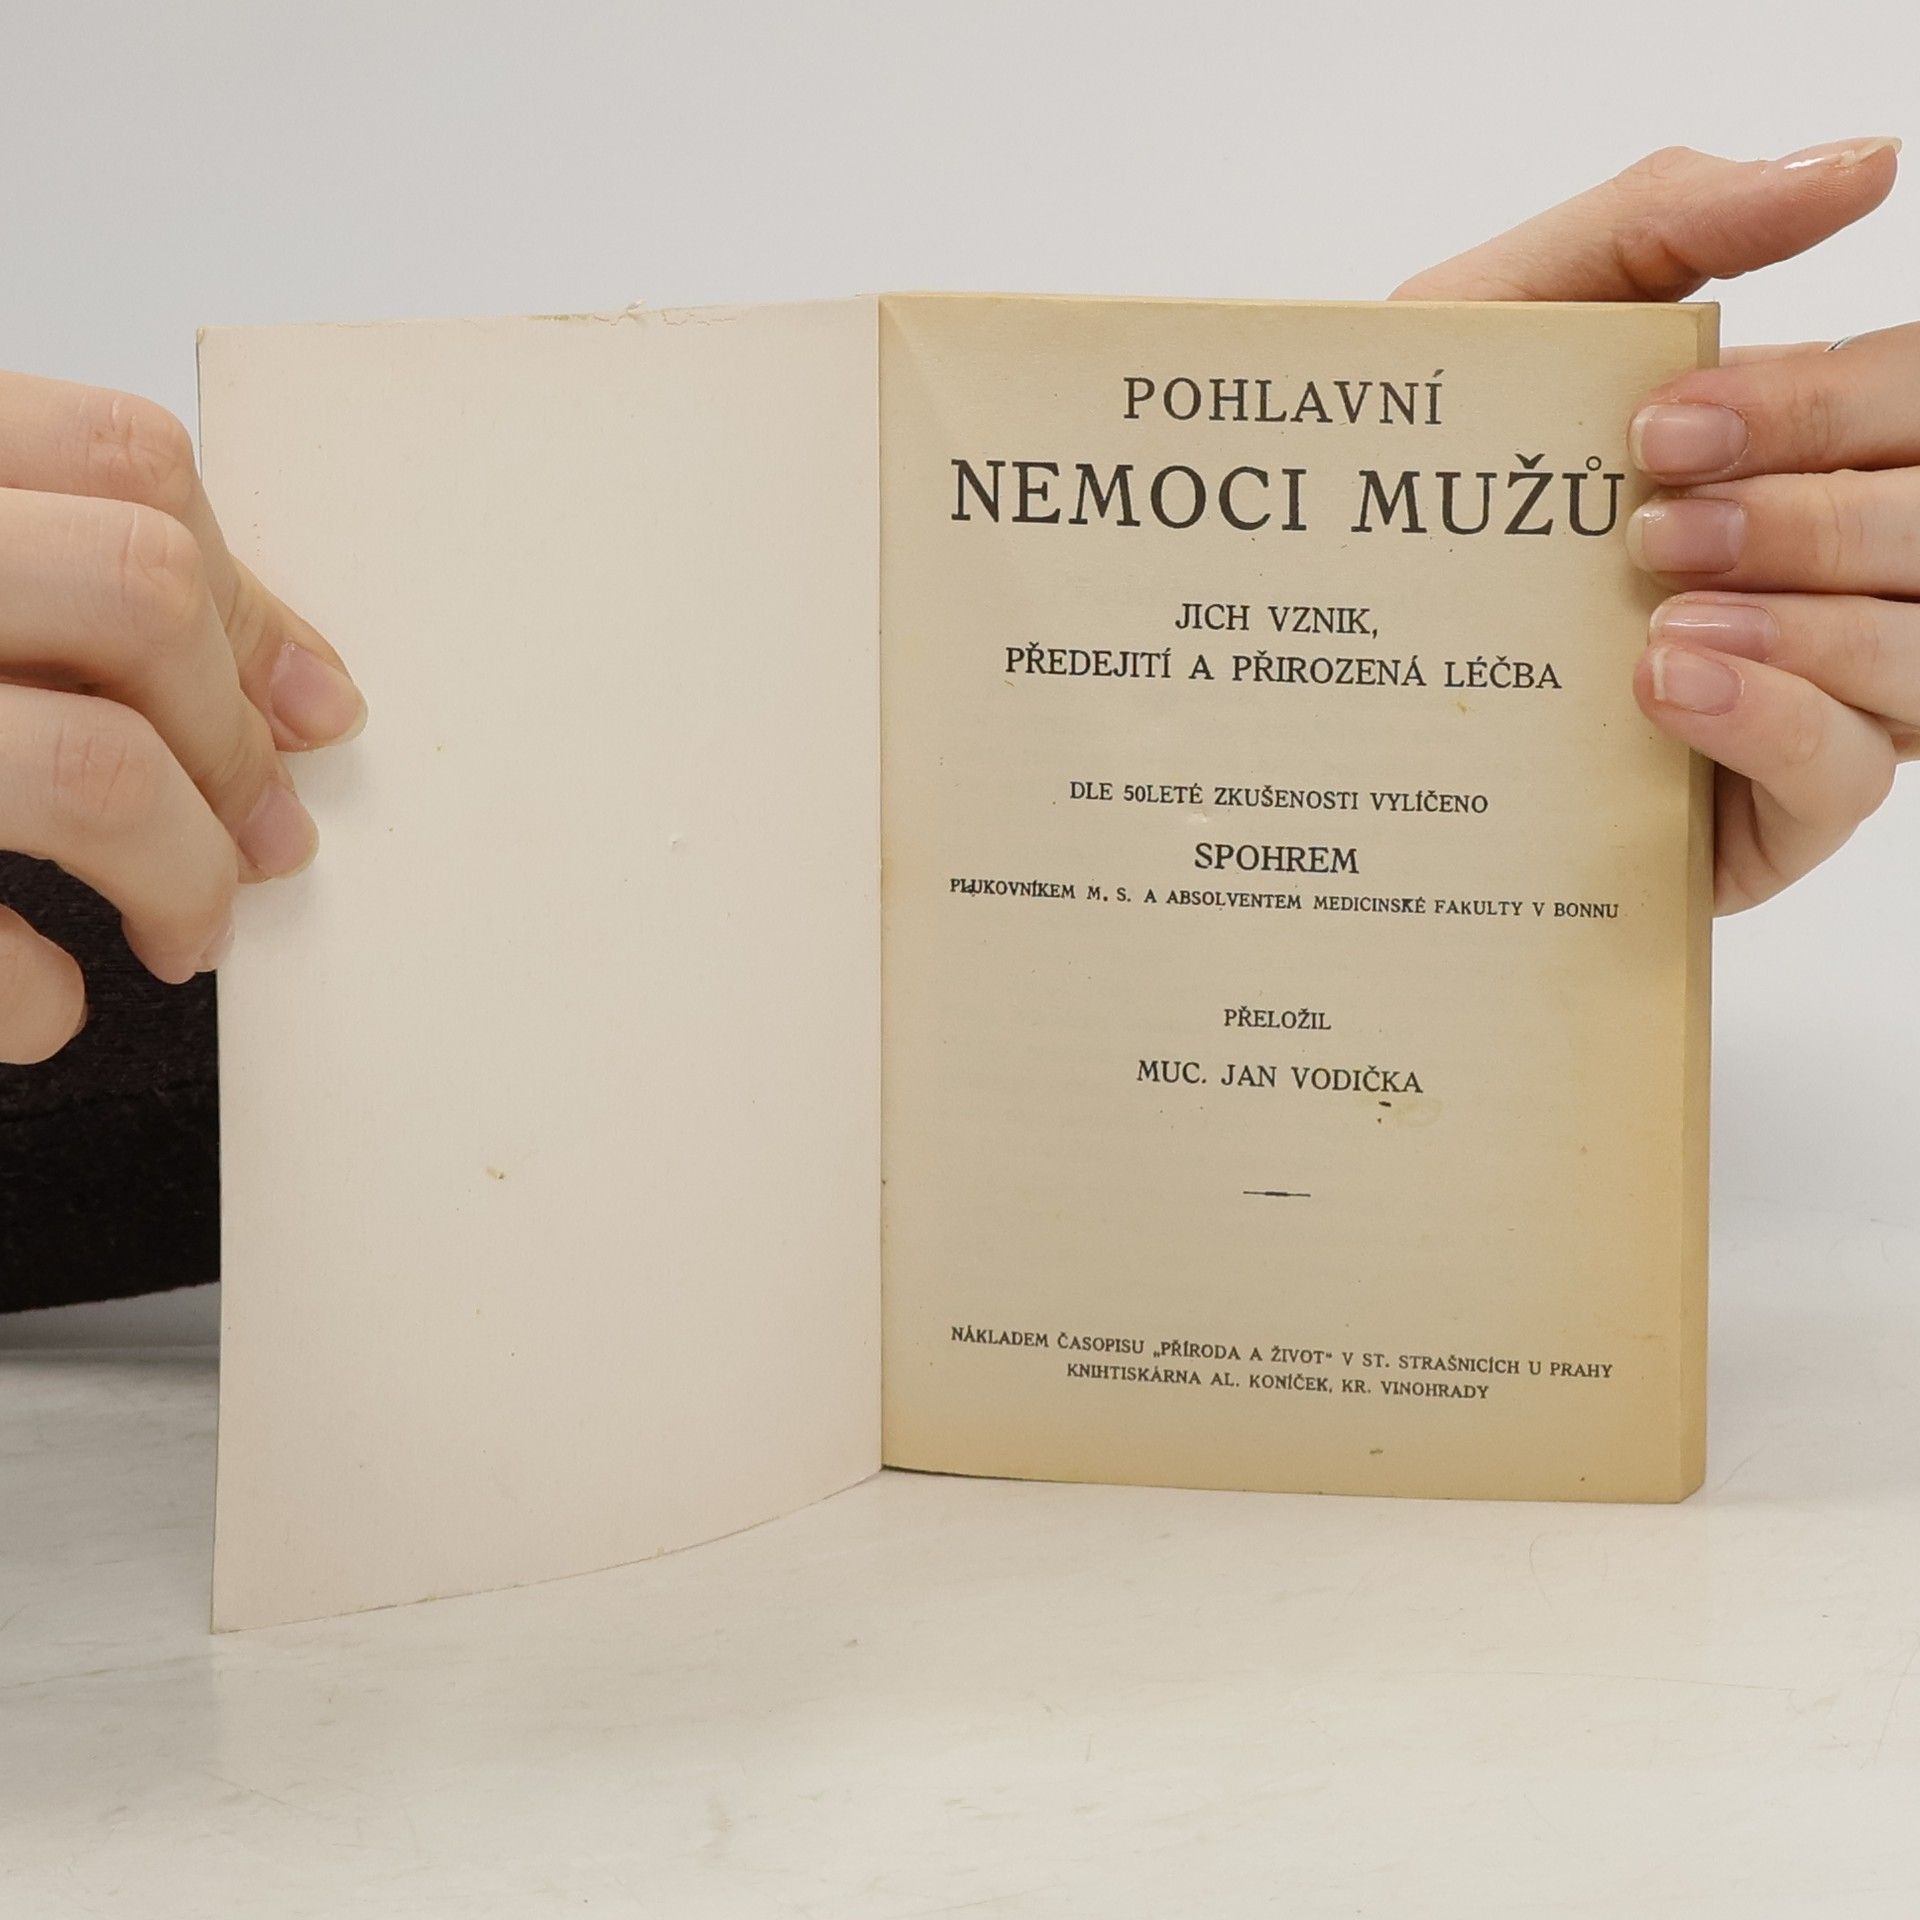 POHLAVNÍ
NEMOCI MUŽŮ
JICH VZNIK,
PŘEDEJITÍ A PŘIROZENÁ LÉČBA
DLE 50LETÉ ZKUŠENOSTI VYLÍČENO
SPOHREM
PLUKOVNÍKEM M. S. A ABSOLVENTEM MEDICINSKÉ FAKULTY V BONNU
PŘELOŽIL
MUC. JAN VODIČKA
NÁKLADEM ČASOPISU „PŘÍRODA A ŽIVOT“ V ST. STRAŠNICÍCH U PRAHY
KNIHTISKÁRNA AL. KONÍČEK, KR. VINOHRADY